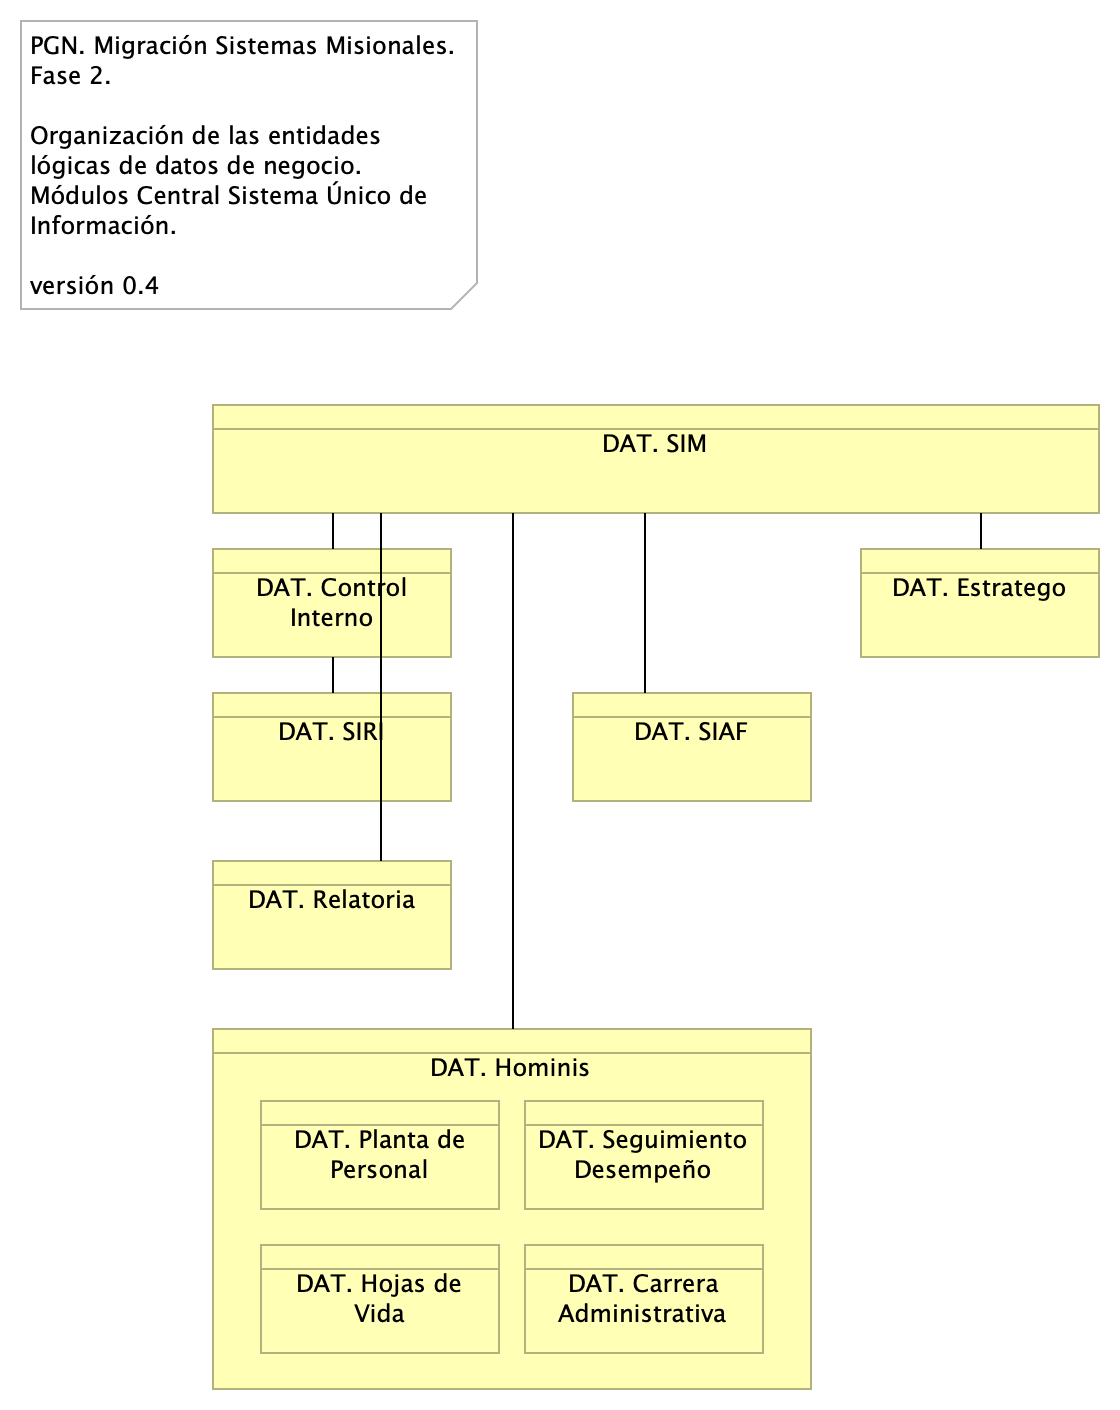 PGN. Migración Sistemas Misionales.
Fase 2.
Organización de las entidades
lógicas de datos de negocio.
Módulos Central Sistema Único de
Información.
versión 0.4
DAT. SIM
DAT. Control
Interno
DAT. Estratego
DAT. SIRI
DAT. SIAF
DAT. Relatoria
DAT. Hominis
DAT. Planta de
Personal
DAT. Seguimiento
Desempeño
DAT. Hojas de
Vida
DAT. Carrera
Administrativa